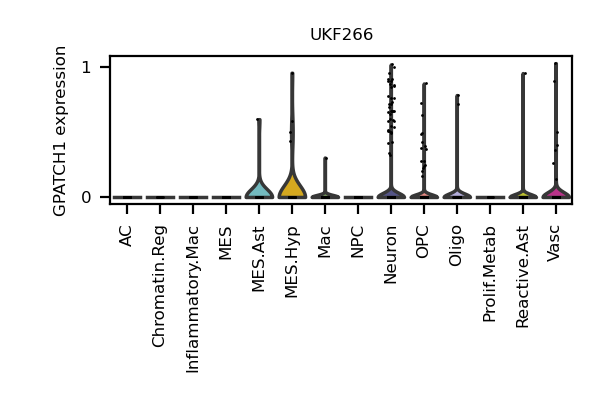 UKF266
GPATCH1 expression
1
0
AC
Chromatin.Reg
Inflammatory.Mac
MES
MES.Ast
MES.Hyp
Mac
NPC
Neuron
OPC
Oligo
Prolif.Metab
Reactive.Ast
Vasc